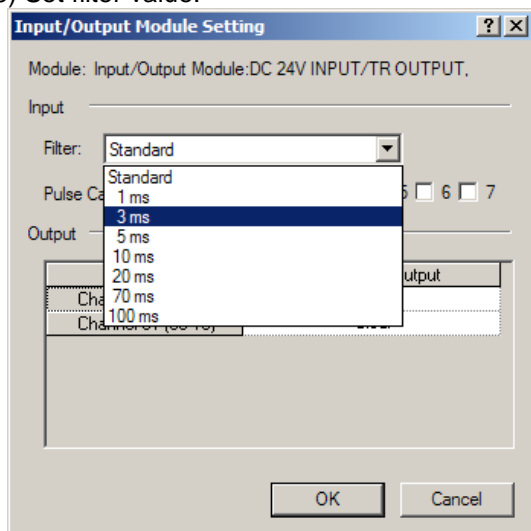 Set filter value.
Input/Output Module Setting
Module: Input/Output Module:DC 24V INPUT/TR OUTPUT,
Input
Filter: Standard
Standard
1 ms
Pulse Ca 6 7
3 ms
Output
5 ms
10 ms
20 ms
utput
70 ms
Cha
100 ms
Channel
OK Cancel